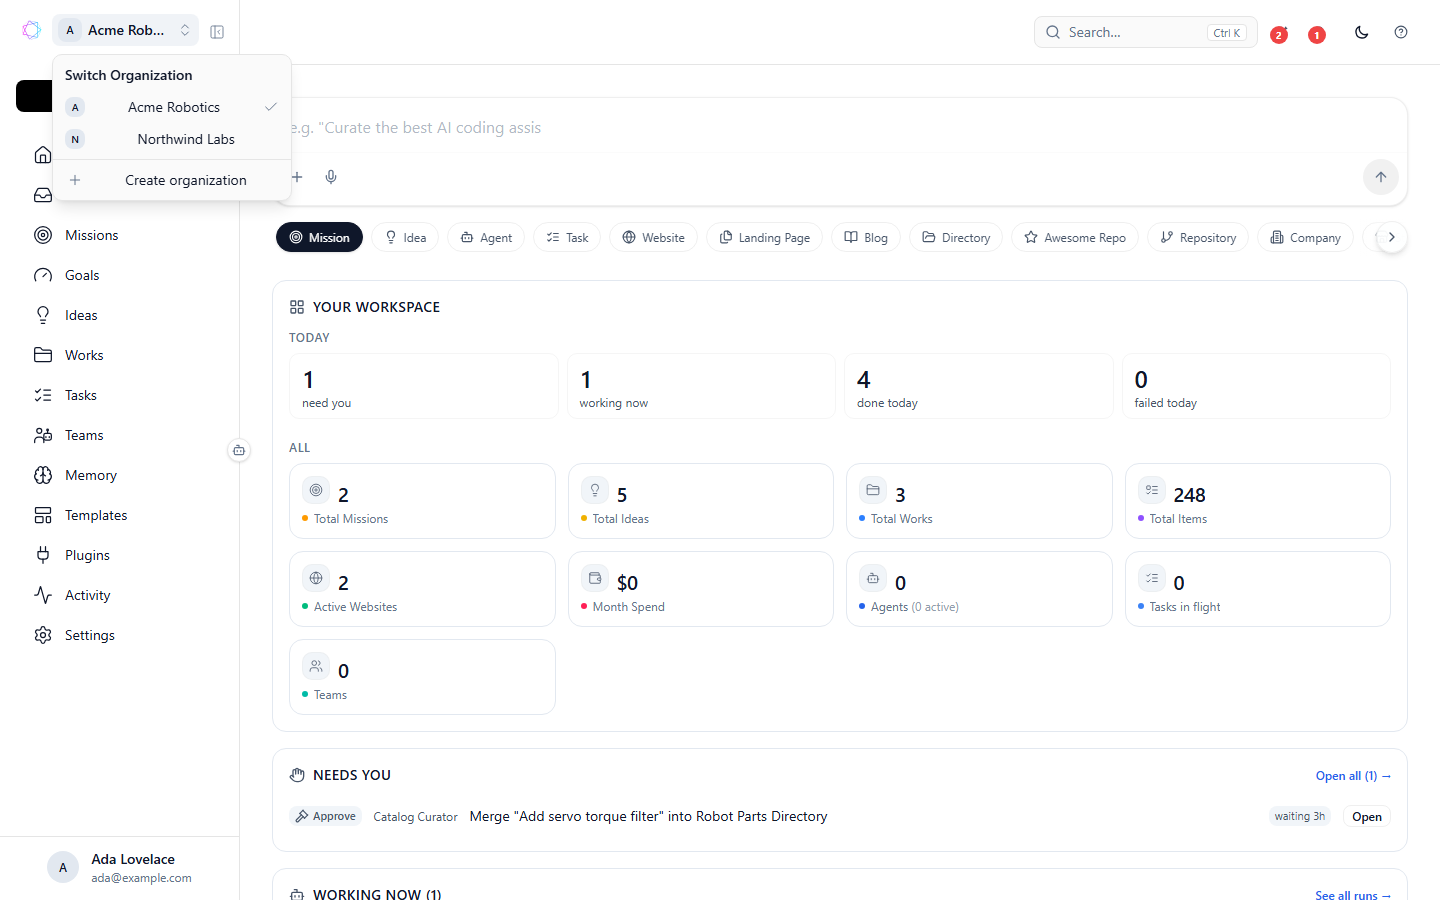 A Acme Rob...
Search... Ctrl K 2 1
Switch Organization
A Acme Robotics
N Northwind Labs
Create organization
Missions
Goals
Ideas
Works
Tasks
Teams
Memory
Templates
Plugins
Activity
Settings
A Ada Lovelace
ada@example.com
e.g. "Curate the best AI coding assis
Mission Idea Agent Task Website Landing Page Blog Directory Awesome Repo Repository Company
YOUR WORKSPACE
TODAY
1
need you
1
working now
4
done today
0
failed today
ALL
2
Total Missions
5
Total Ideas
3
Total Works
248
Total Items
2
Active Websites
$0
Month Spend
0
Agents (0 active)
0
Tasks in flight
0
Teams
NEEDS YOU Open all (1) →
Approve Catalog Curator Merge "Add servo torque filter" into Robot Parts Directory waiting 3h Open
WORKING NOW (1) See all runs →